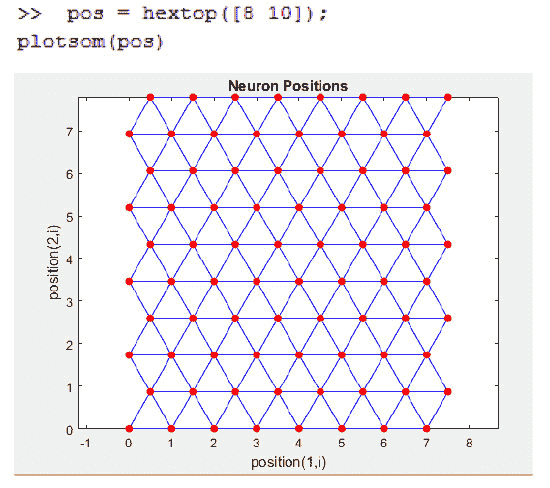 >> pos = hextop([8 10]);
plotsom(pos)
Neuron Positions
7
6
5
4
3
2
1
0
position(2,i)
-1 0 1 2 3 4 5 6 7 8
position(1,i)